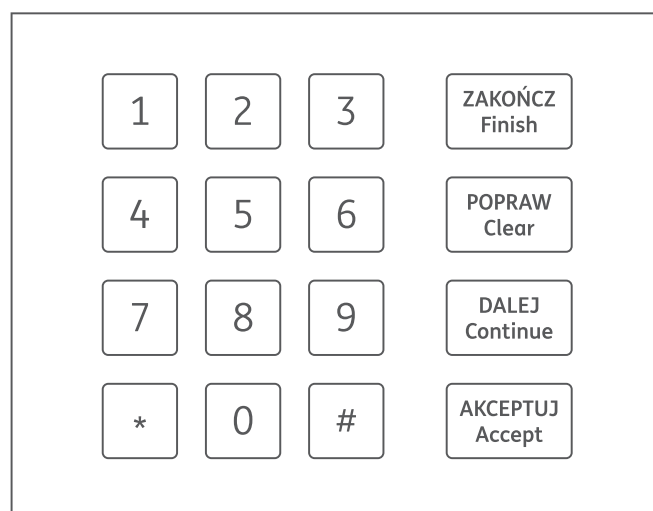 1 2 3 ZAKOŃCZ
Finish
4 5 6 POPRAW
Clear
7 8 9 DALEJ
Continue
* 0 # AKCEPTUJ
Accept